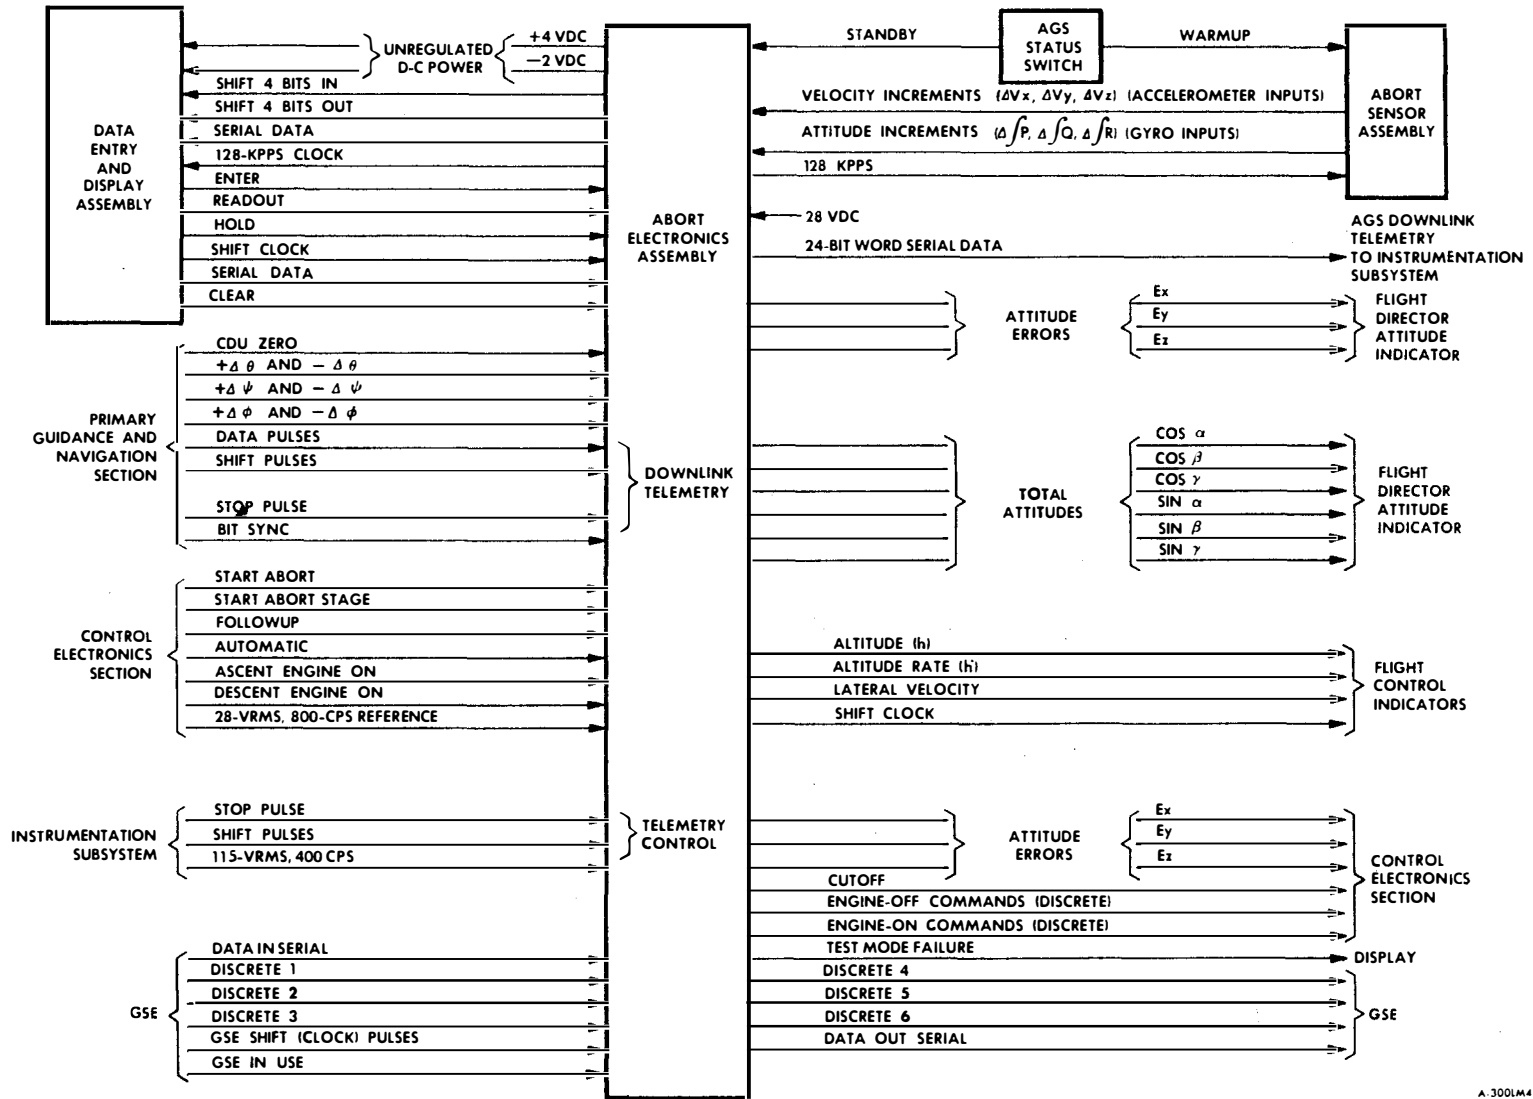 DATA
ENTRY
AND
DISPLAY
ASSEMBLY
UNREGULATED
D-C POWER
+4 VDC
−2 VDC
SHIFT 4 BITS IN
SHIFT 4 BITS OUT
SERIAL DATA
128-KPPS CLOCK
ENTER
READOUT
HOLD
SHIFT CLOCK
SERIAL DATA
CLEAR
PRIMARY
GUIDANCE AND
NAVIGATION
SECTION
CDU ZERO
+Δ θ AND − Δ θ
+Δ ψ AND − Δ ψ
+Δ ϕ AND − Δ ϕ
DATA PULSES
SHIFT PULSES
STOP PULSE
BIT SYNC
DOWNLINK
TELEMETRY
CONTROL
ELECTRONICS
SECTION
START ABORT
START ABORT STAGE
FOLLOWUP
AUTOMATIC
ASCENT ENGINE ON
DESCENT ENGINE ON
28-VRMS, 800-CPS REFERENCE
INSTRUMENTATION
SUBSYSTEM
STOP PULSE
SHIFT PULSES
115-VRMS, 400 CPS
TELEMETRY
CONTROL
GSE
DATA IN SERIAL
DISCRETE 1
DISCRETE 2
DISCRETE 3
GSE SHIFT (CLOCK) PULSES
GSE IN USE
ABORT
ELECTRONICS
ASSEMBLY
STANDBY
AGS
STATUS
SWITCH
WARMUP
ABORT
SENSOR
ASSEMBLY
VELOCITY INCREMENTS (ΔVx, ΔVy, ΔVz) (ACCELEROMETER INPUTS)
ATTITUDE INCREMENTS (Δ∫P, Δ∫Q, Δ∫R) (GYRO INPUTS)
128 KPPS
28 VDC
24-BIT WORD SERIAL DATA
AGS DOWNLINK
TELEMETRY
TO INSTRUMENTATION
SUBSYSTEM
ATTITUDE
ERRORS
Ex
Ey
Ez
FLIGHT
DIRECTOR
ATTITUDE
INDICATOR
TOTAL
ATTITUDES
COS α
COS β
COS γ
SIN α
SIN β
SIN γ
FLIGHT
DIRECTOR
ATTITUDE
INDICATOR
ALTITUDE (h)
ALTITUDE RATE (ḣ)
LATERAL VELOCITY
SHIFT CLOCK
FLIGHT
CONTROL
INDICATORS
ATTITUDE
ERRORS
Ex
Ey
Ez
CUTOFF
ENGINE-OFF COMMANDS (DISCRETE)
ENGINE-ON COMMANDS (DISCRETE)
CONTROL
ELECTRONICS
SECTION
TEST MODE FAILURE
DISPLAY
DISCRETE 4
DISCRETE 5
DISCRETE 6
DATA OUT SERIAL
GSE
A-300LM4